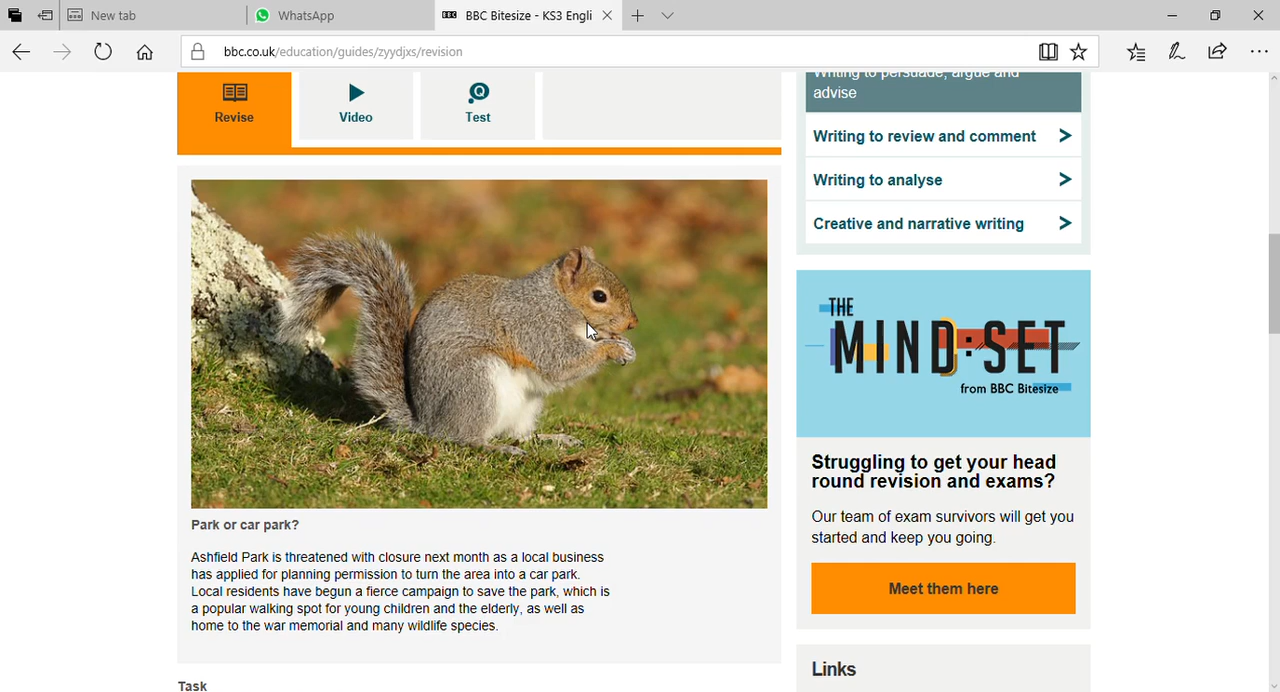 New tab
WhatsApp
BBC Bitesize - KS3 Engli
bbc.co.uk/education/guides/zyydjxs/revision
Revise
Video
Test
Writing to persuade, argue and
advise
Writing to review and comment
Writing to analyse
Creative and narrative writing
THE
MIND:SET
from BBC Bitesize
Struggling to get your head
round revision and exams?
Our team of exam survivors will get you
started and keep you going.
Meet them here
Links
Park or car park?
Ashfield Park is threatened with closure next month as a local business
has applied for planning permission to turn the area into a car park.
Local residents have begun a fierce campaign to save the park, which is
a popular walking spot for young children and the elderly, as well as
home to the war memorial and many wildlife species.
Task